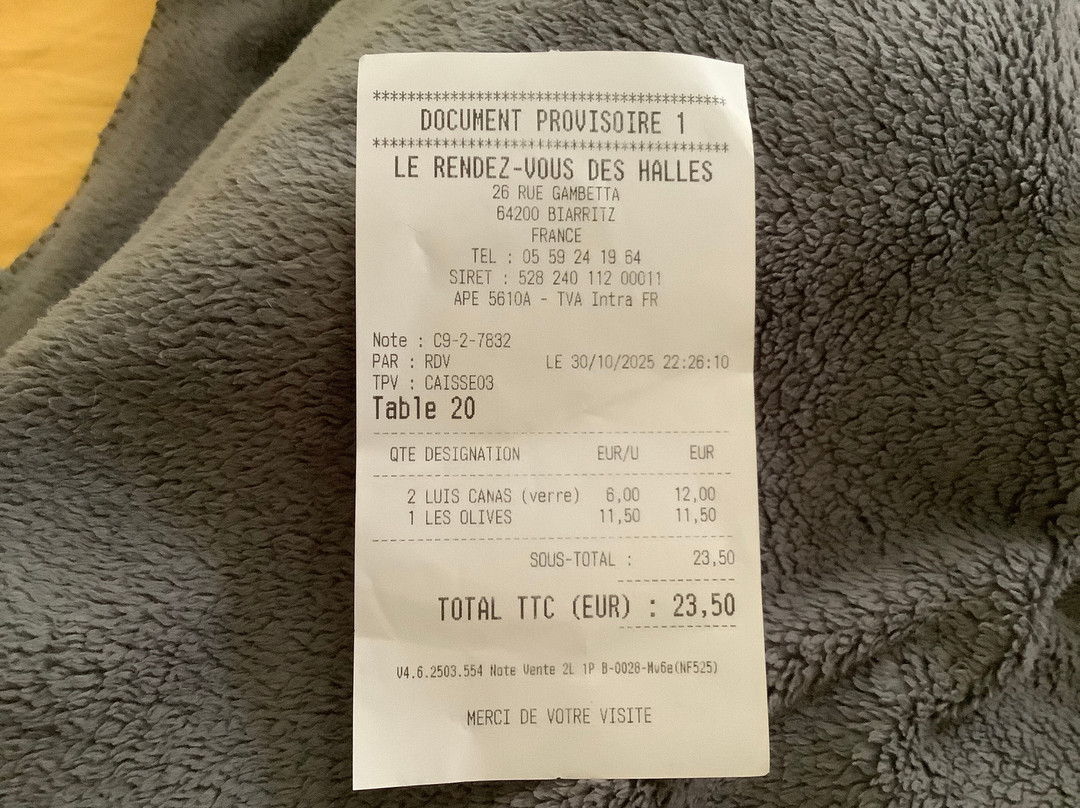 ****************************************
DOCUMENT PROVISOIRE 1
****************************************
LE RENDEZ-VOUS DES HALLES
26 RUE GAMBETTA
64200 BIARRITZ
FRANCE
TEL : 05 59 24 19 64
SIRET : 528 240 112 00011
APE 5610A - TVA Intra FR
Note : C9-2-7832
PAR : RDV LE 30/10/2025 22:26:10
TPV : CAISSE03
Table 20
QTE DESIGNATION EUR/U EUR
2 LUIS CANAS (verre) 6,00 12,00
1 LES OLIVES 11,50 11,50
SOUS-TOTAL : 23,50
TOTAL TTC (EUR) : 23,50
V4.6.2503.554 Note Vente 2L 1P B-0028-Mv6e(NF525)
MERCI DE VOTRE VISITE